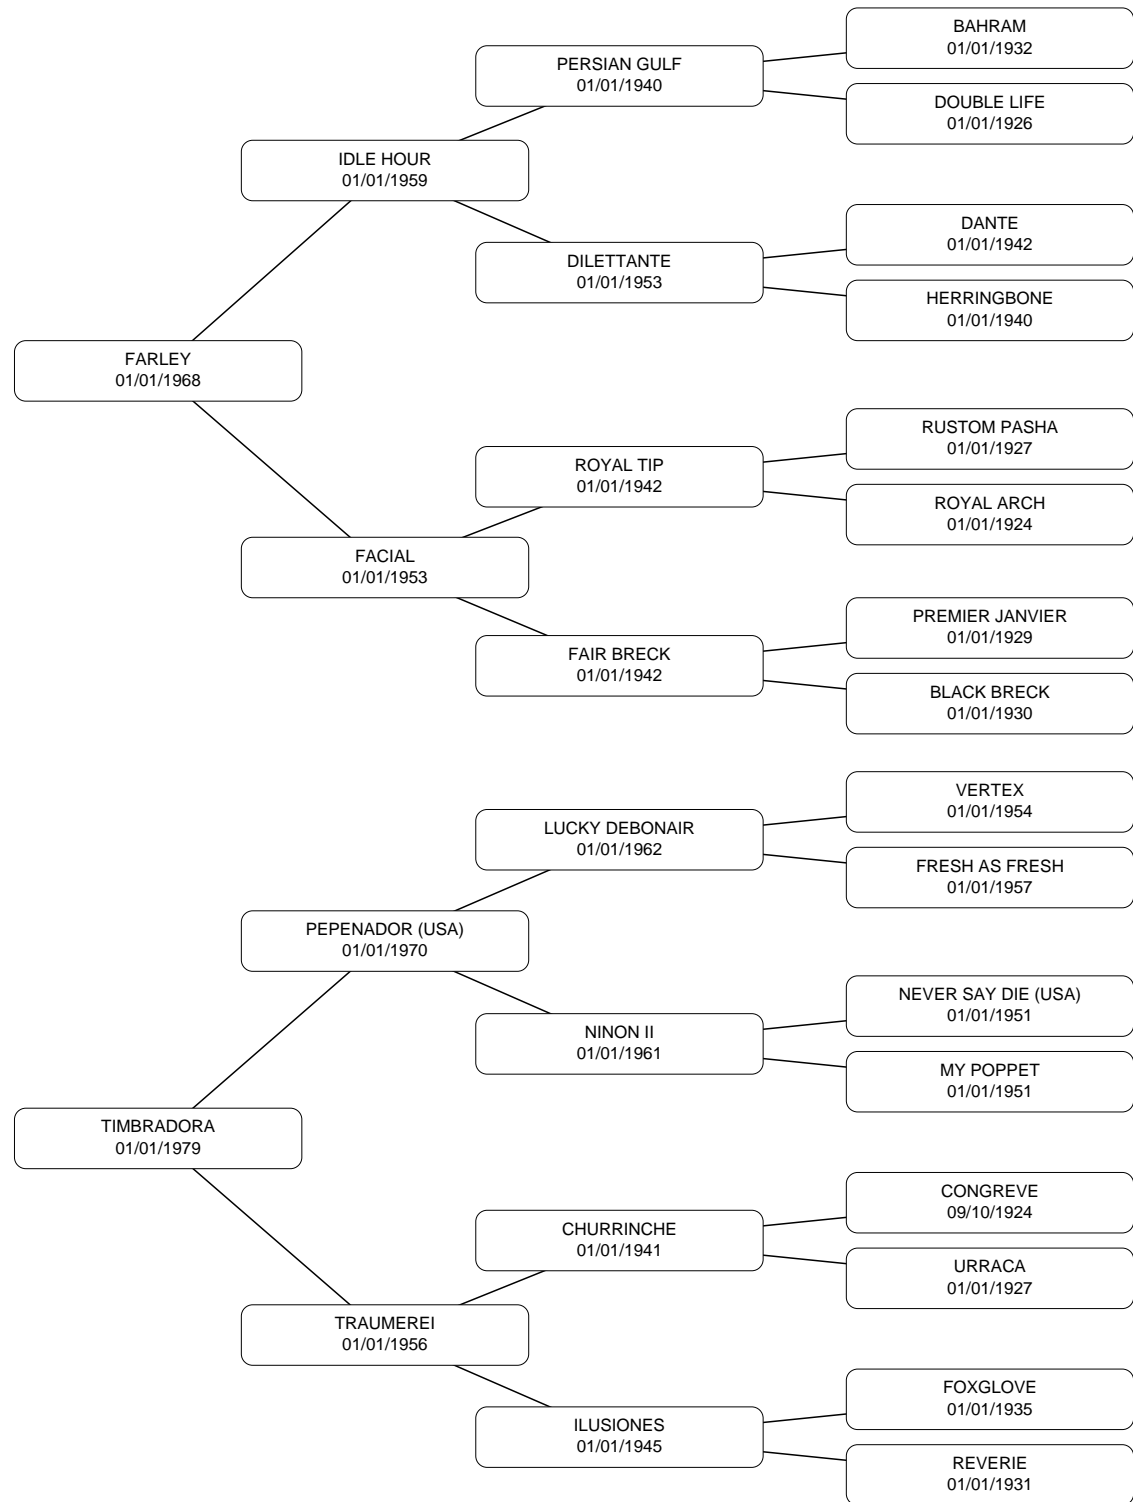 BAHRAM
01/01/1932
PERSIAN GULF
01/01/1940
DOUBLE LIFE
01/01/1926
IDLE HOUR
01/01/1959
DANTE
01/01/1942
DILETTANTE
01/01/1953
HERRINGBONE
01/01/1940
FARLEY
01/01/1968
RUSTOM PASHA
01/01/1927
ROYAL TIP
01/01/1942
ROYAL ARCH
01/01/1924
FACIAL
01/01/1953
PREMIER JANVIER
01/01/1929
FAIR BRECK
01/01/1942
BLACK BRECK
01/01/1930
VERTEX
01/01/1954
LUCKY DEBONAIR
01/01/1962
FRESH AS FRESH
01/01/1957
PEPENADOR (USA)
01/01/1970
NEVER SAY DIE (USA)
01/01/1951
NINON II
01/01/1961
MY POPPET
01/01/1951
TIMBRADORA
01/01/1979
CONGREVE
09/10/1924
CHURRINCHE
01/01/1941
URRACA
01/01/1927
TRAUMEREI
01/01/1956
FOXGLOVE
01/01/1935
ILUSIONES
01/01/1945
REVERIE
01/01/1931